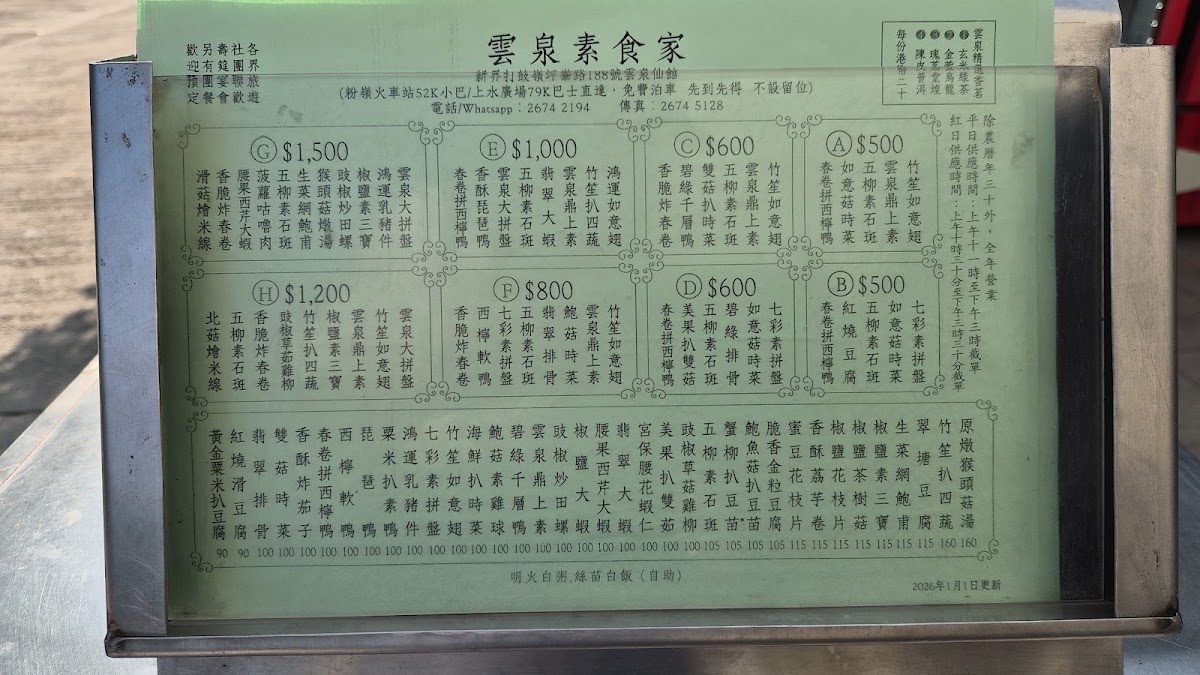 雲泉素食家
新界打鼓嶺坪輋路188號雲泉仙館
(粉嶺火車站52K小巴/上水廣場79K巴士直達，免費泊車 先到先得 不設留位)
電話/Whatsapp：2674 2194 傳真：2674 5128
雲泉精選香茗
1 玄米綠茶
2 金萱烏龍
3 瑰荔堂煌
4 陳皮普洱
每份港幣二十
各界旅遊
社團聯歡
壽筵宴會
另有團餐
歡迎預定
除農曆年三十外，全年營業
平日供應時間：上午十一時至下午三時截單
紅日供應時間：上午十時三十分至下午三時三十分截單
A $500
竹笙如意翅
雲泉鼎上素
五柳素石斑
如意菇時菜
春卷拼西檸鴨
C $600
竹笙如意翅
雲泉鼎上素
五柳素石斑
雙菇扒時菜
碧綠千層鴨
香脆炸春卷
E $1,000
鴻運如意翅
竹笙扒四蔬
雲泉鼎上素
翡翠大蝦
五柳素石斑
雲泉大拼盤
香酥琵琶鴨
春卷拼西檸鴨
G $1,500
雲泉大拼盤
鴻運乳豬件
椒鹽素三寶
豉椒炒田螺
猴頭菇燉湯
生菜網鮑甫
五柳素石斑
菠蘿咕嚕肉
腰果西芹大蝦
香脆炸春卷
滑菇燴米線
B $500
七彩素拼盤
如意菇時菜
五柳素石斑
紅燒豆腐
春卷拼西檸鴨
D $600
七彩素拼盤
如意菇時菜
碧綠排骨
五柳素石斑
美果扒雙菇
春卷拼西檸鴨
F $800
竹笙如意翅
雲泉鼎上素
鮑菇時菜
翡翠排骨
五柳素石斑
七彩素拼盤
西檸軟鴨
香脆炸春卷
H $1,200
雲泉大拼盤
竹笙如意翅
雲泉鼎上素
椒鹽素三寶
竹笙扒四蔬
豉椒草菇雞柳
香脆炸春卷
五柳素石斑
北菇燴米線
原燉猴頭菇湯 160
竹笙扒四蔬 160
翠塘豆腐 115
生菜網鮑甫 115
椒鹽素三寶 115
椒鹽茶樹菇 115
椒鹽花枝片 115
香酥荔芋卷 115
蜜豆花枝片 115
脆香金粒豆腐 105
鮑魚菇扒豆腐 105
蟹柳扒豆苗 105
五柳素石斑 105
豉椒草菇雞柳 100
美果扒雙菇 100
宮保腰花蝦仁 100
翡翠大蝦 100
腰果西芹大蝦 100
椒鹽大蝦 100
豉椒炒田螺 100
雲泉鼎上素 100
碧綠千層鴨 100
鮑菇素雞球 100
海鮮扒時菜 100
竹笙如意翅 100
七彩素拼盤 100
鴻運乳豬件 100
粟米扒素鴨 100
琵琶鴨 100
西檸軟鴨 100
春卷拼西檸鴨 100
香酥炸茄子 100
雙菇時菜 100
翡翠排骨 100
紅燒滑豆腐 90
黃金粟米扒豆腐 90
明火白粥.絲苗白飯（自助）
2026年1月1日更新